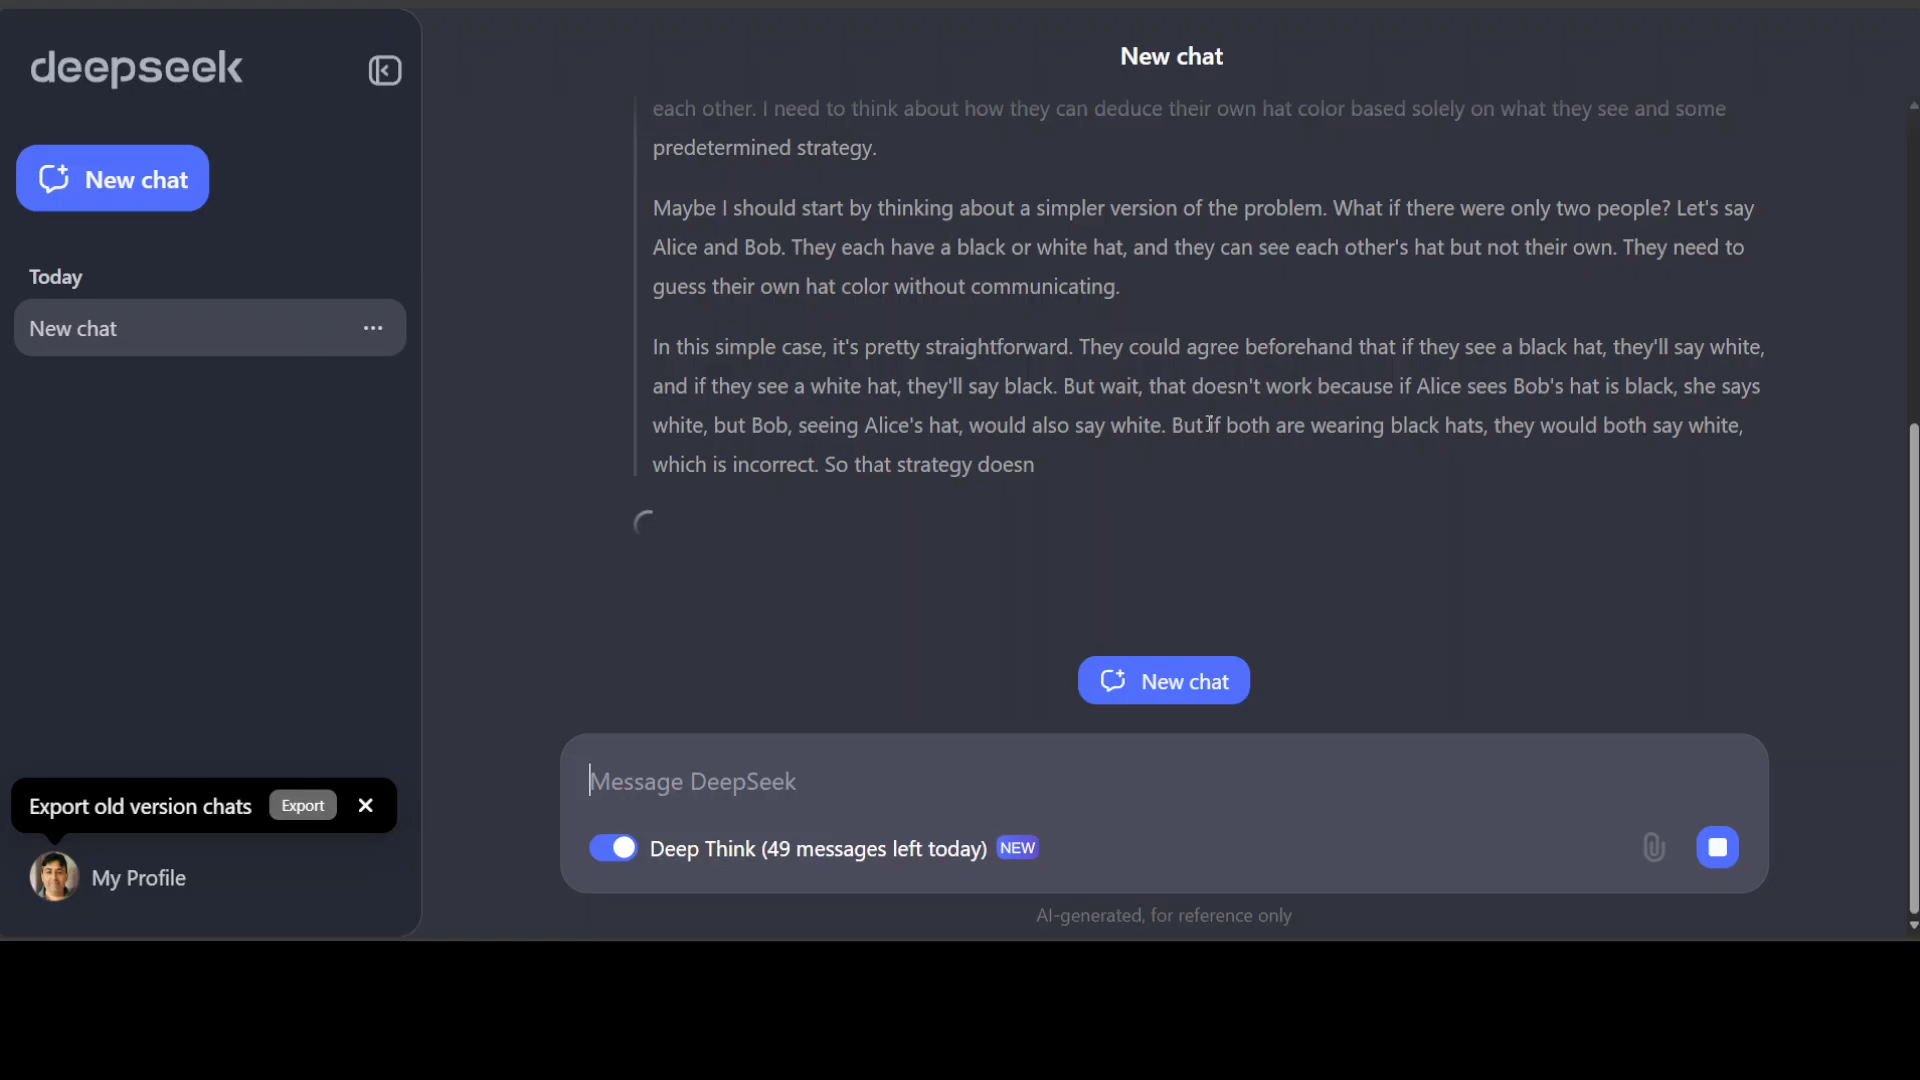 deepseek
New chat
Today
New chat
Export old version chats Export
My Profile
New chat
each other. I need to think about how they can deduce their own hat color based solely on what they see and some
predetermined strategy.
Maybe I should start by thinking about a simpler version of the problem. What if there were only two people? Let's say
Alice and Bob. They each have a black or white hat, and they can see each other's hat but not their own. They need to
guess their own hat color without communicating.
In this simple case, it's pretty straightforward. They could agree beforehand that if they see a black hat, they'll say white,
and if they see a white hat, they'll say black. But wait, that doesn't work because if Alice sees Bob's hat is black, she says
white, but Bob, seeing Alice's hat, would also say white. But if both are wearing black hats, they would both say white,
which is incorrect. So that strategy doesn
New chat
Message DeepSeek
Deep Think (49 messages left today) NEW
AI-generated, for reference only